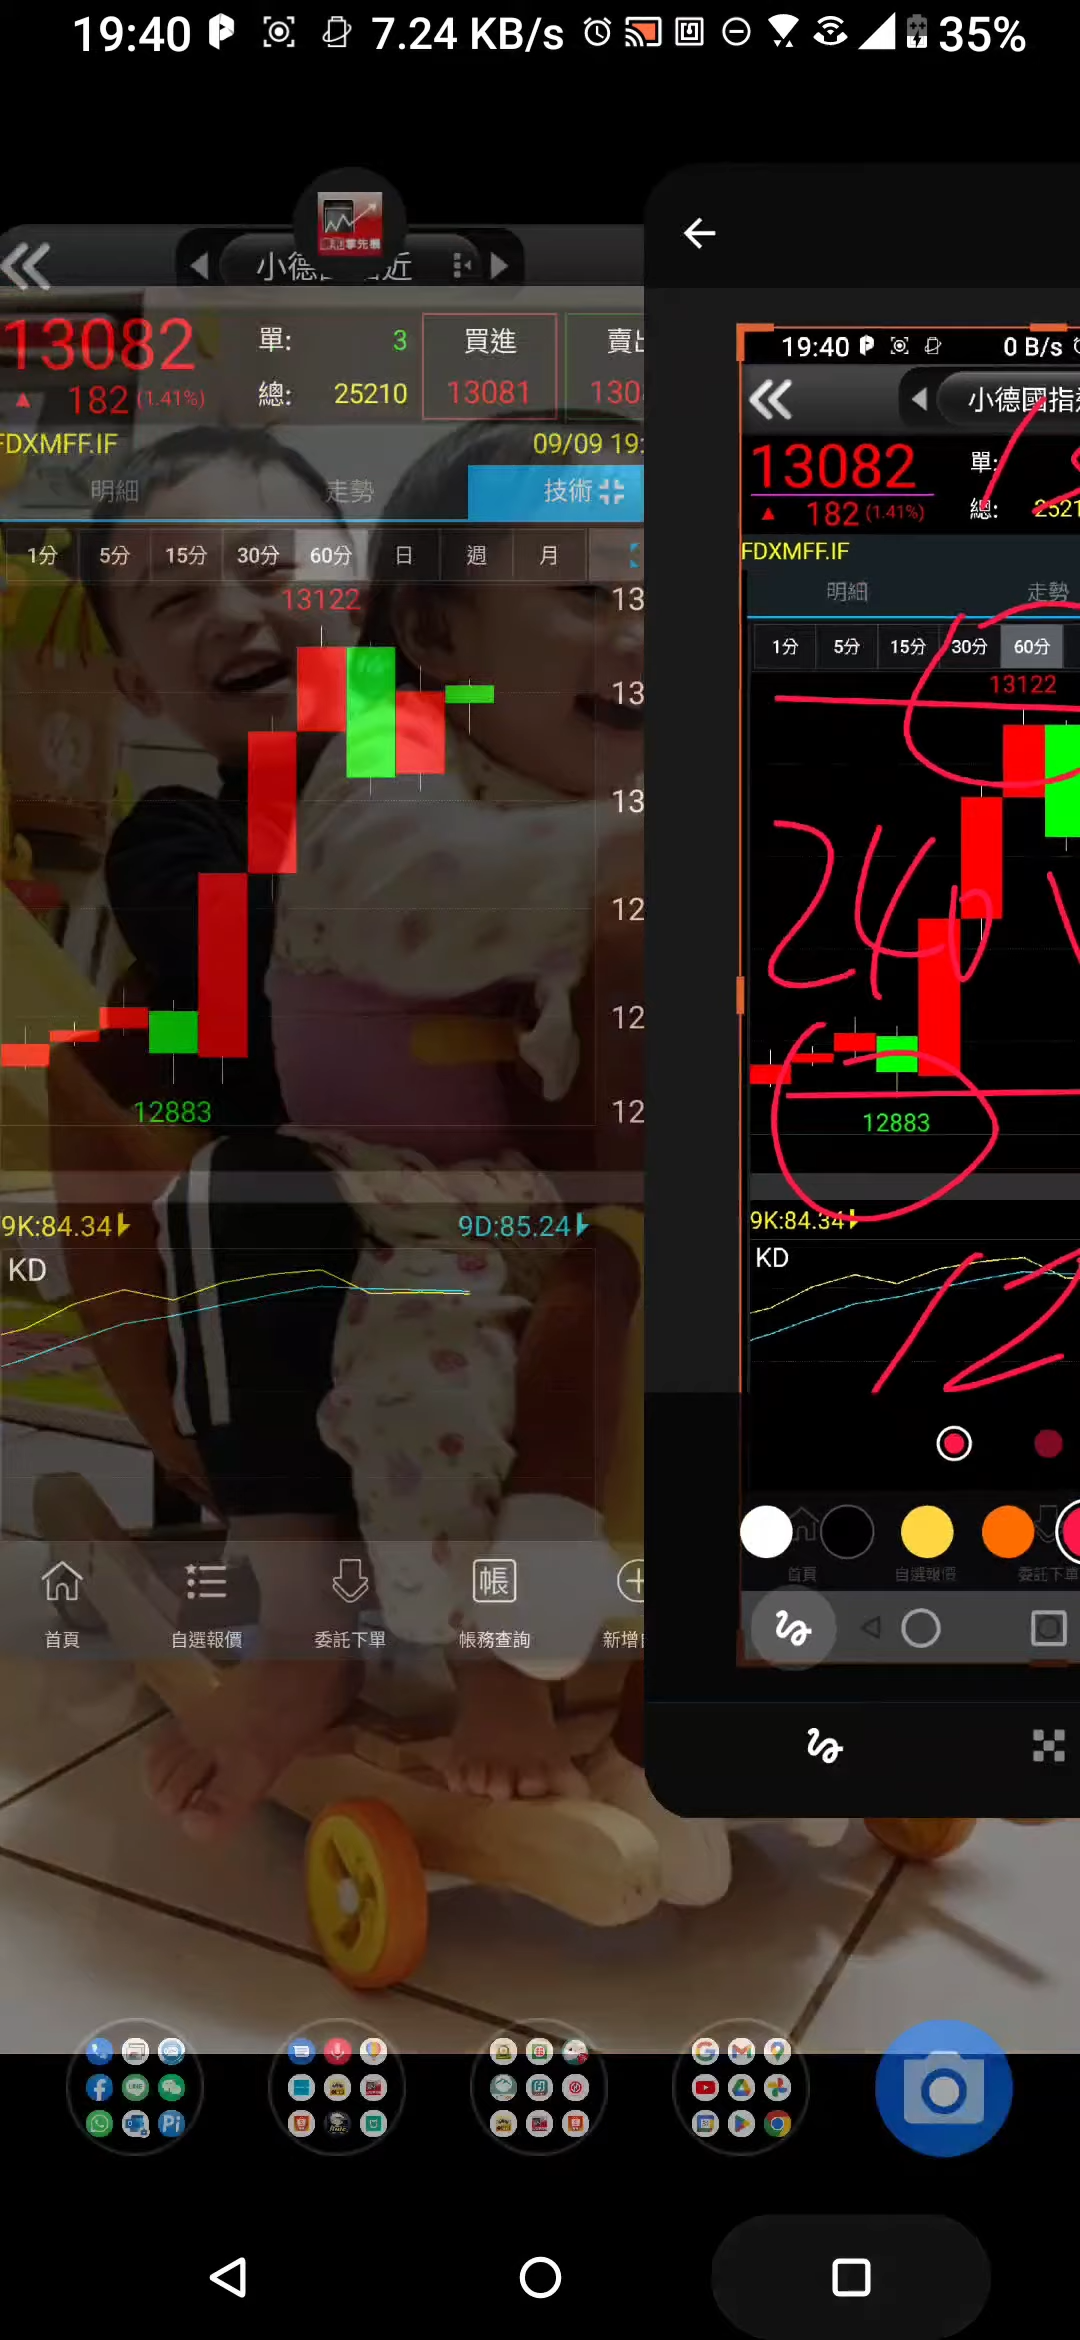 19:40 7.24 KB/s 35%
小德 近
13082
▲ 182 (1.41%)
單: 3
總: 25210
買進
13081
FDXMFF.IF
09/09 19:
明細 走勢 技術
1分 5分 15分 30分 60分 日 週 月
13122
13
13
13
12
12
12
12883
9K:84.34 9D:85.24
KD
首頁 自選報價 委託下單 帳務查詢 新增
19:40 0 B/s
小德國指
13082
▲ 182 (1.41%)
單:
總:
FDXMFF.IF
明細 走勢
1分 5分 15分 30分 60分
13122
240
12883
9K:84.34
KD
12
首頁 自選報價 委託下單